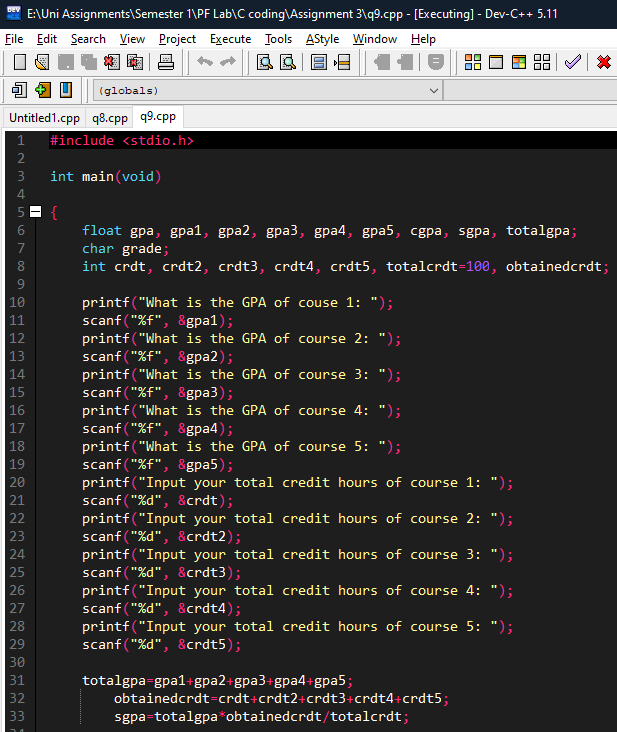 E:\Uni Assignments\Semester 1\PF Lab\C coding\Assignment 3\q9.cpp - [Executing] - Dev-C++ 5.11
File Edit Search View Project Execute Tools AStyle Window Help
(globals)
Untitled1.cpp q8.cpp q9.cpp
1 #include <stdio.h>
2
3 int main(void)
4
5 {
6 float gpa, gpa1, gpa2, gpa3, gpa4, gpa5, cgpa, sgpa, totalgpa;
7 char grade;
8 int crdt, crdt2, crdt3, crdt4, crdt5, totalcrdt=100, obtainedcrdt;
9
10 printf("What is the GPA of couse 1: ");
11 scanf("%f", &gpa1);
12 printf("What is the GPA of course 2: ");
13 scanf("%f", &gpa2);
14 printf("What is the GPA of course 3: ");
15 scanf("%f", &gpa3);
16 printf("What is the GPA of course 4: ");
17 scanf("%f", &gpa4);
18 printf("What is the GPA of course 5: ");
19 scanf("%f", &gpa5);
20 printf("Input your total credit hours of course 1: ");
21 scanf("%d", &crdt);
22 printf("Input your total credit hours of course 2: ");
23 scanf("%d", &crdt2);
24 printf("Input your total credit hours of course 3: ");
25 scanf("%d", &crdt3);
26 printf("Input your total credit hours of course 4: ");
27 scanf("%d", &crdt4);
28 printf("Input your total credit hours of course 5: ");
29 scanf("%d", &crdt5);
30
31 totalgpa=gpa1+gpa2+gpa3+gpa4+gpa5;
32 obtainedcrdt=crdt+crdt2+crdt3+crdt4+crdt5;
33 sgpa=totalgpa*obtainedcrdt/totalcrdt;